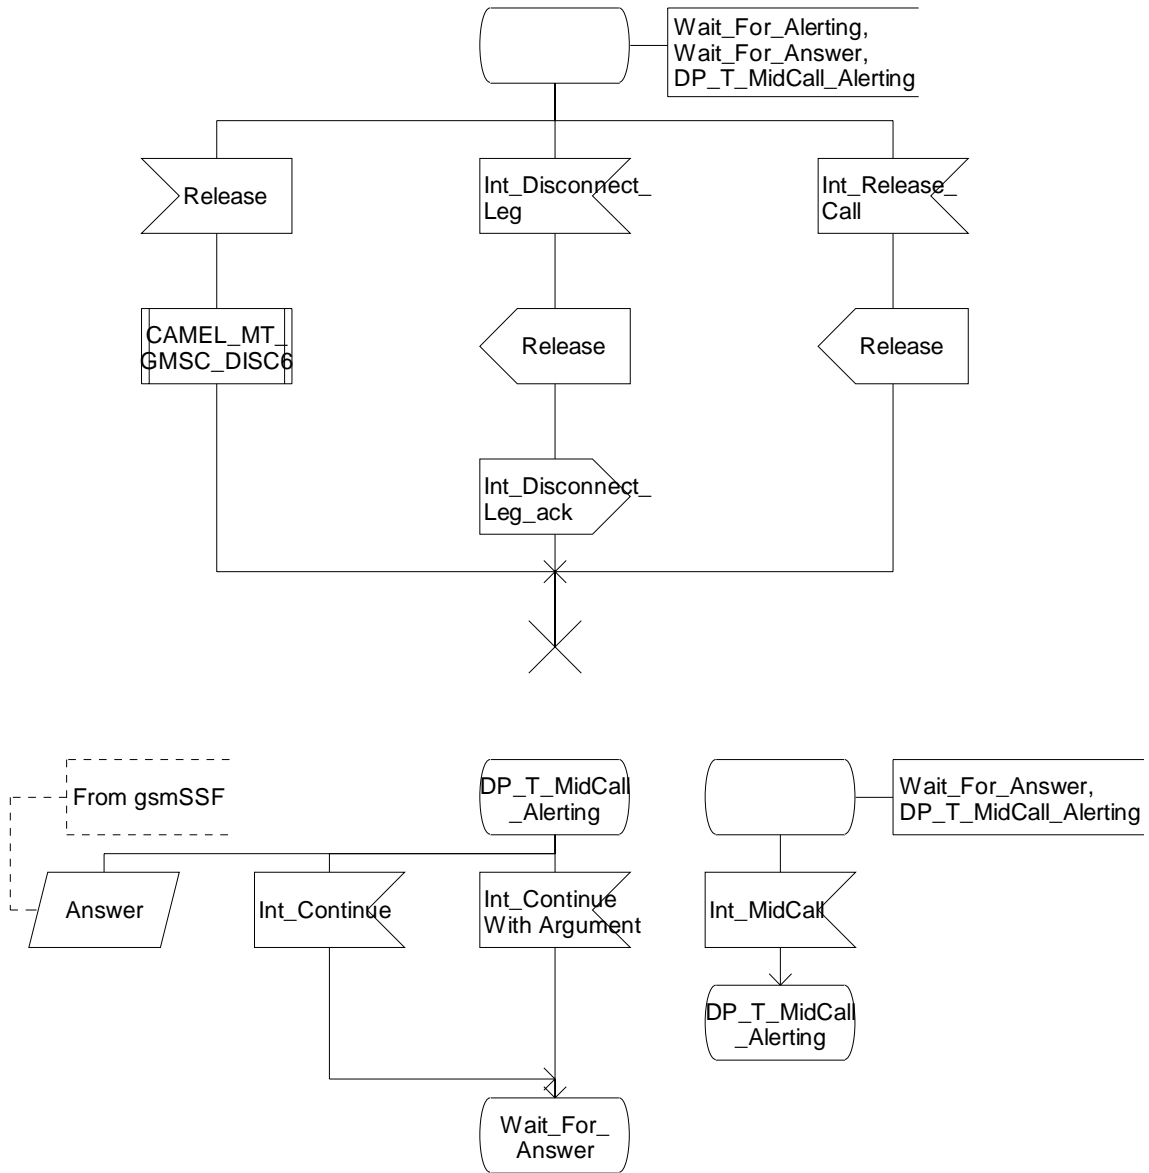 Wait_For_Alerting,
Wait_For_Answer,
DP_T_MidCall_Alerting
Release
Int_Disconnect_
Leg
Int_Release_
Call
CAMEL_MT_
GMSC_DISC6
Release
Release
Int_Disconnect_
Leg_ack
From gsmSSF
DP_T_MidCall
_Alerting
Wait_For_Answer,
DP_T_MidCall_Alerting
Answer
Int_Continue
Int_Continue
With Argument
Int_MidCall
DP_T_MidCall
_Alerting
Wait_For_
Answer